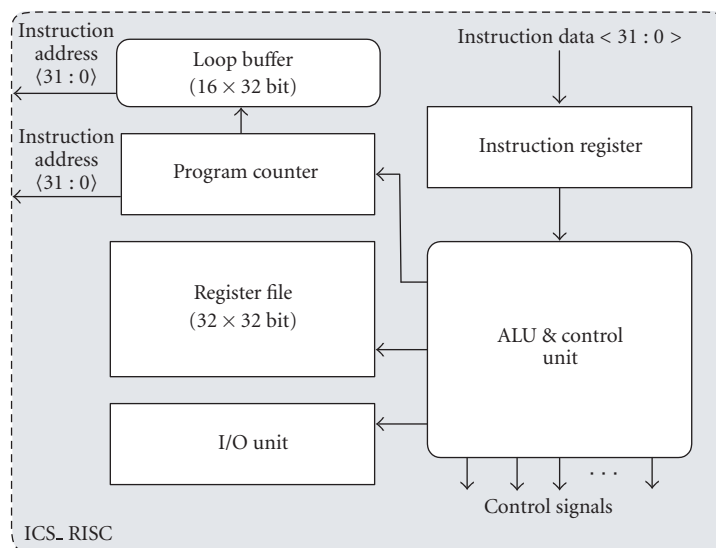 Instruction
address
⟨31 : 0⟩
Loop buffer
(16 × 32 bit)
Instruction data < 31 : 0 >
Instruction
address
⟨31 : 0⟩
Program counter
Instruction register
Register file
(32 × 32 bit)
ALU & control
unit
I/O unit
. . .
Control signals
ICS_ RISC